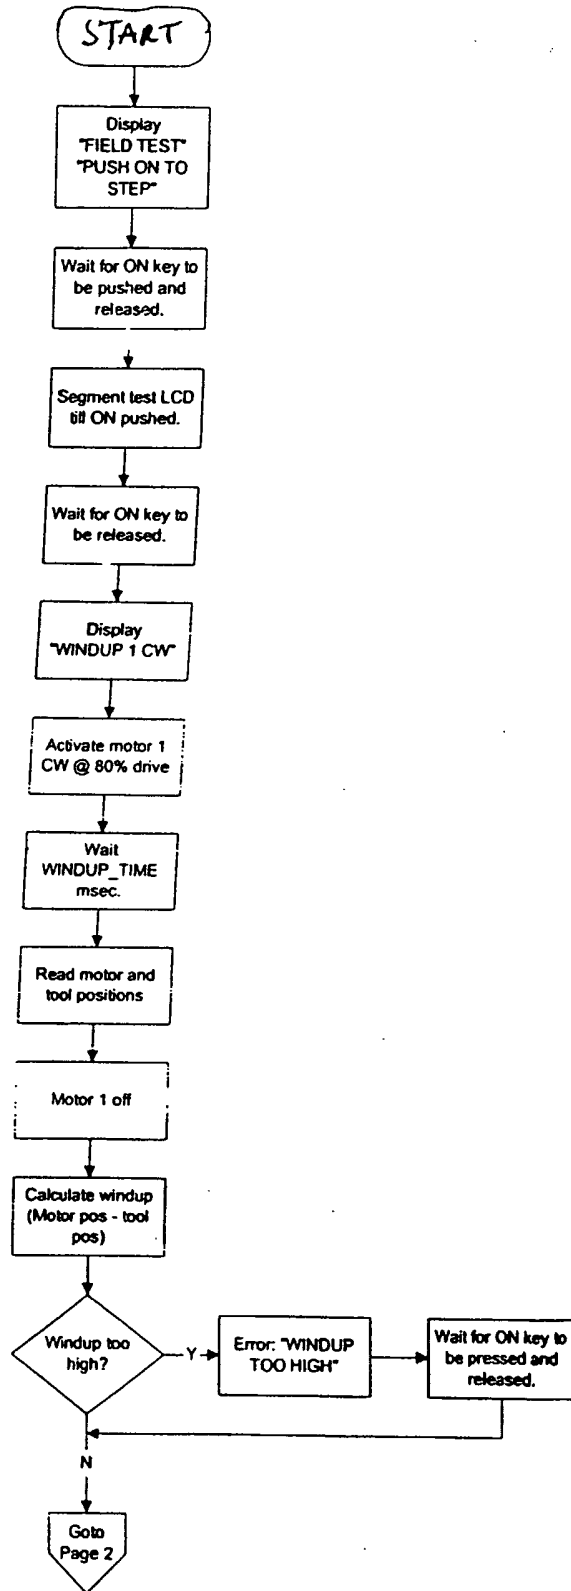 START
Display
"FIELD TEST"
"PUSH ON TO
STEP"
Wait for ON key to
be pushed and
released.
Segment test LCD
till ON pushed.
Wait for ON key to
be released.
Display
"WINDUP 1 CW"
Activate motor 1
CW @ 80% drive
Wait
WINDUP_TIME
msec.
Read motor and
tool positions
Motor 1 off
Calculate windup
(Motor pos - tool
pos)
Windup too
high?
Y
Error: "WINDUP
TOO HIGH"
Wait for ON key to
be pressed and
released.
N
Goto
Page 2